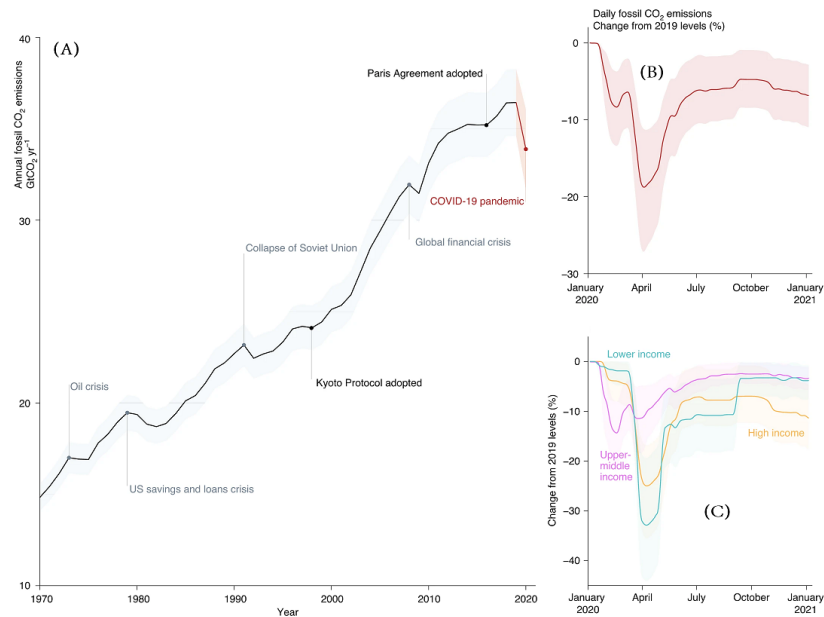 (A)
Annual fossil CO₂ emissions
GtCO₂ yr⁻¹
40
30
20
10
Paris Agreement adopted
COVID-19 pandemic
Collapse of Soviet Union
Global financial crisis
Oil crisis
Kyoto Protocol adopted
US savings and loans crisis
1970
1980
1990
2000
2010
2020
Year
Daily fossil CO₂ emissions
Change from 2019 levels (%)
(B)
0
−10
−20
−30
January
2020
April
July
October
January
2021
Change from 2019 levels (%)
0
−10
−20
−30
−40
Lower income
High income
Upper-
middle
income
(C)
January
2020
April
July
October
January
2021